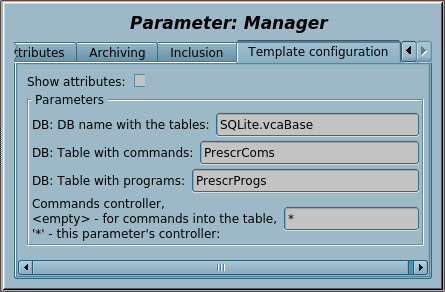 Parameter: Manager
ttributes Archiving Inclusion Template configuration
Show attributes:
Parameters
DB: DB name with the tables: SQLite.vcaBase
DB: Table with commands: PrescrComs
DB: Table with programs: PrescrProgs
Commands controller,
<empty> - for commands into the table, *
'*' - this parameter's controller: